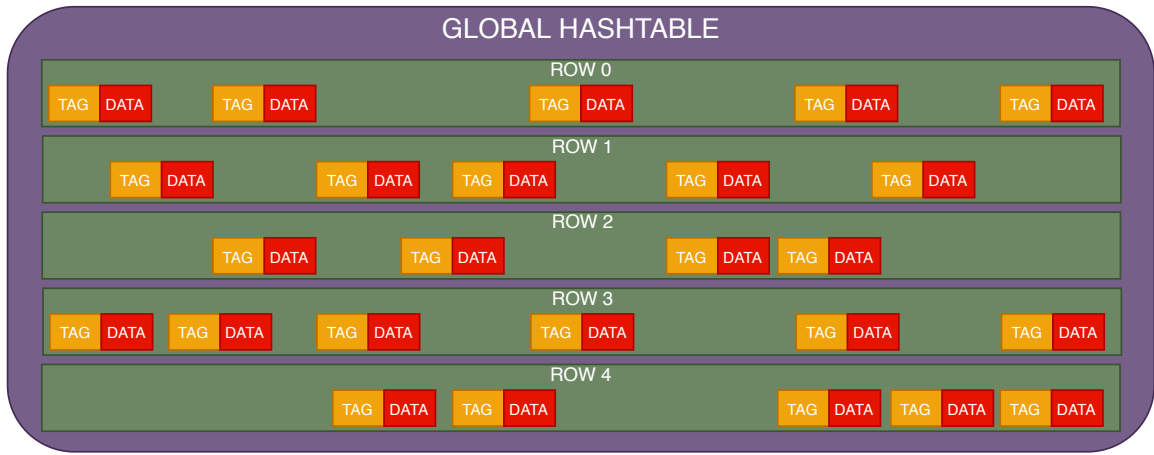 GLOBAL HASHTABLE
ROW 0
TAG DATA TAG DATA TAG DATA TAG DATA TAG DATA
ROW 1
TAG DATA TAG DATA TAG DATA TAG DATA TAG DATA
ROW 2
TAG DATA TAG DATA TAG DATA TAG DATA
ROW 3
TAG DATA TAG DATA TAG DATA TAG DATA TAG DATA TAG DATA
ROW 4
TAG DATA TAG DATA TAG DATA TAG DATA TAG DATA